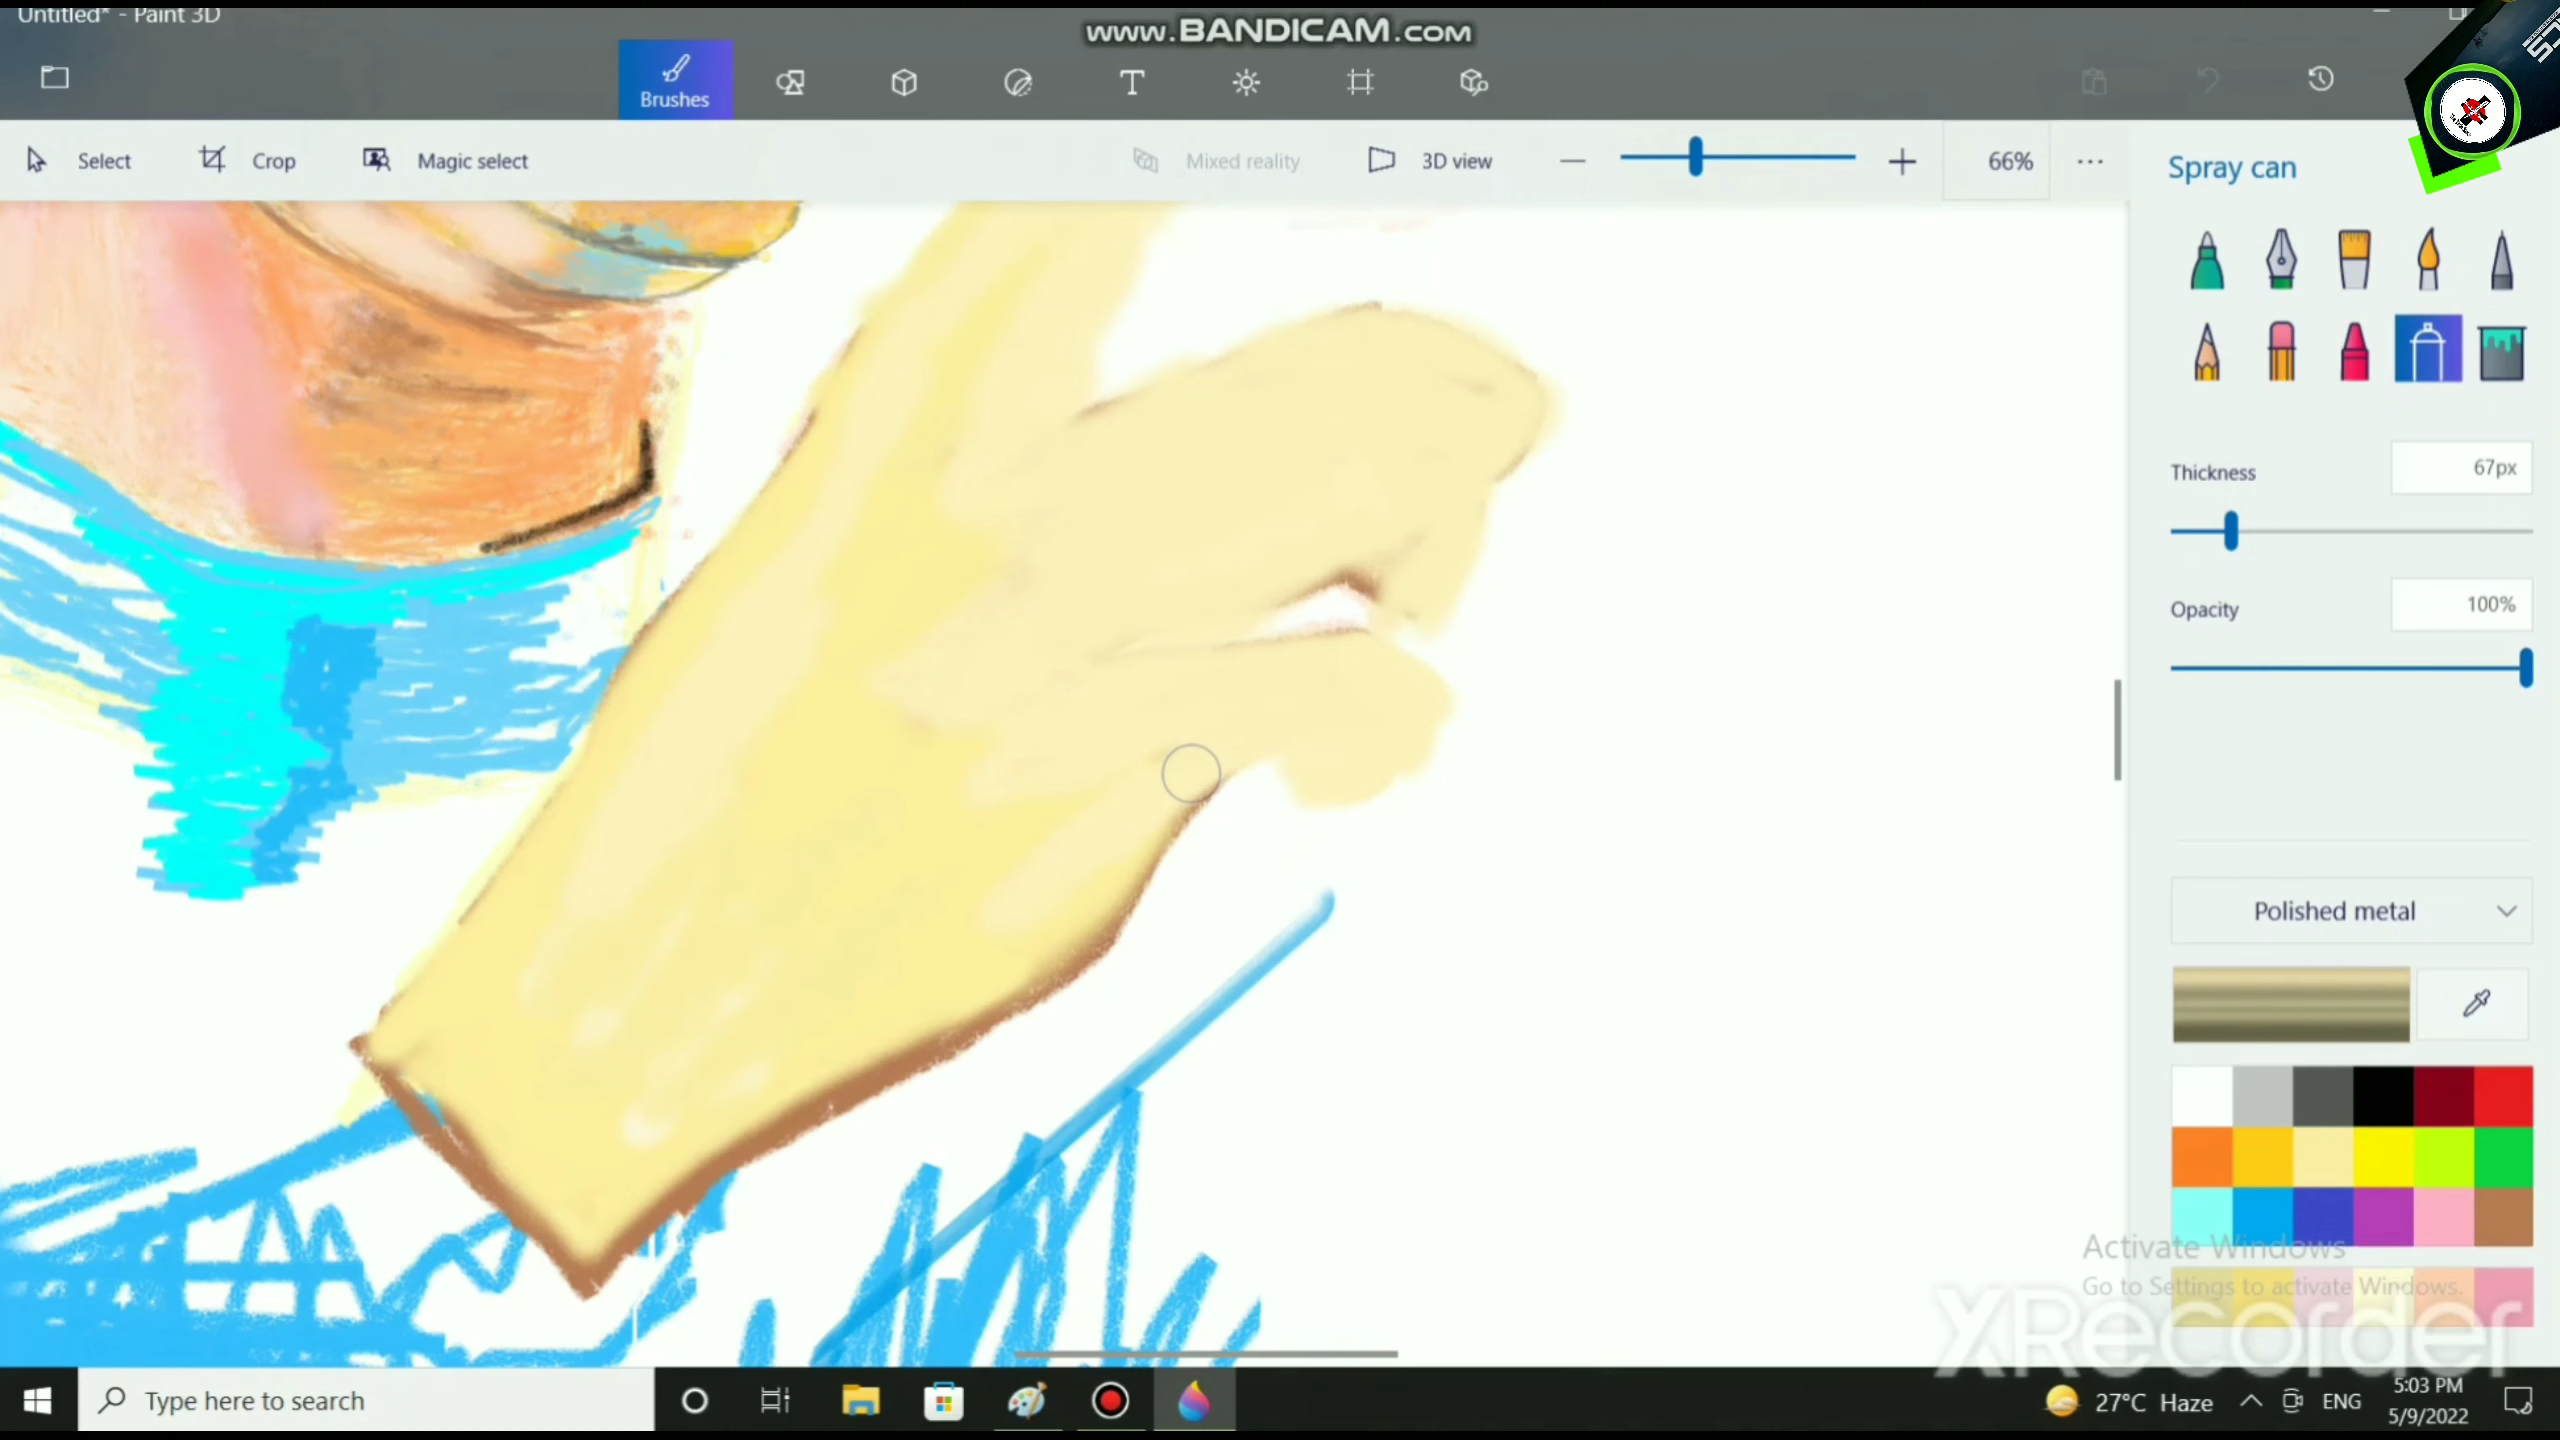 Untitled* - Paint 3D
www.BANDICAM.com
Brushes
Select
Crop
Magic select
Mixed reality
3D view
66%
Spray can
Thickness
67px
Opacity
100%
Polished metal
Activate Windows
Go to Settings to activate Windows.
XRecorder
Type here to search
27°C Haze
ENG
5:03 PM
5/9/2022